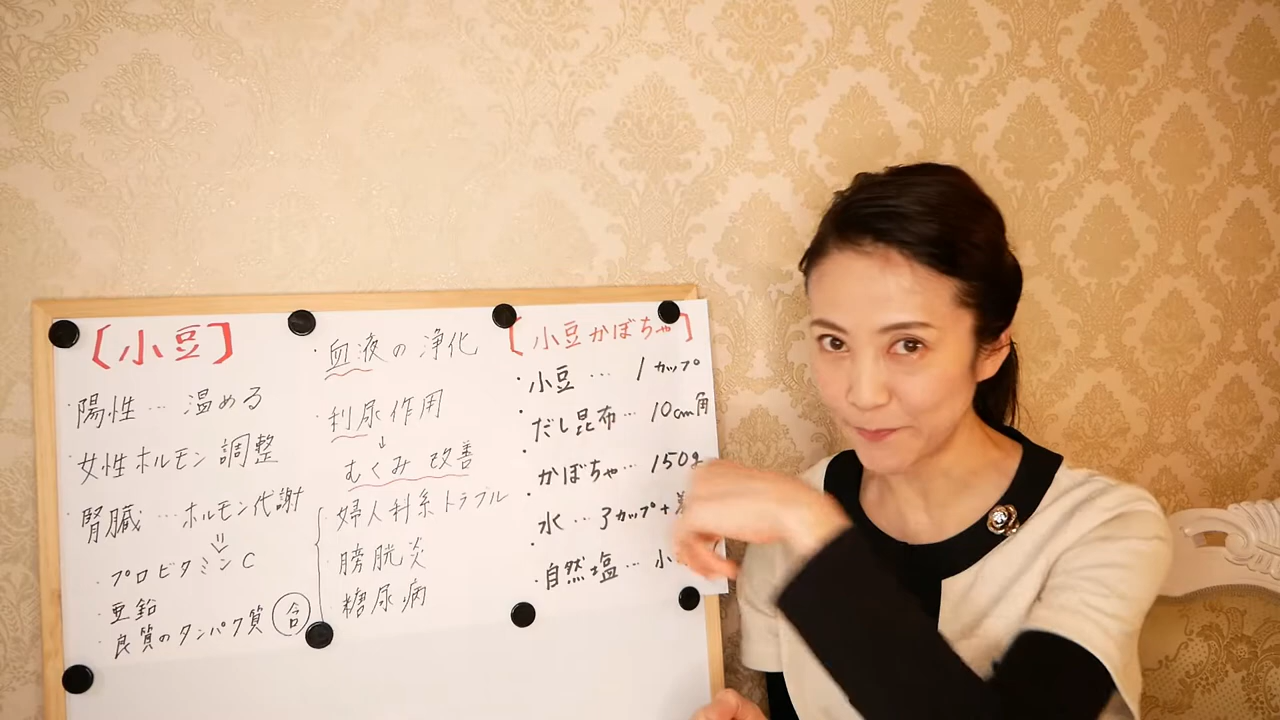 【小豆】
陽性 … 温める
女性ホルモン 調整
腎臓 … ホルモン代謝
⇓
・プロビタミンC
・亜鉛
・良質のタンパク質 含
・血液の浄化
・利尿作用
↓
むくみ 改善
婦人科系トラブル
膀胱炎
糖尿病
【小豆かぼちゃ】
・小豆 … 1カップ
・だし昆布 … 10cm角
・かぼちゃ … 150g
・水 … 3カップ+
・自然塩 … 小